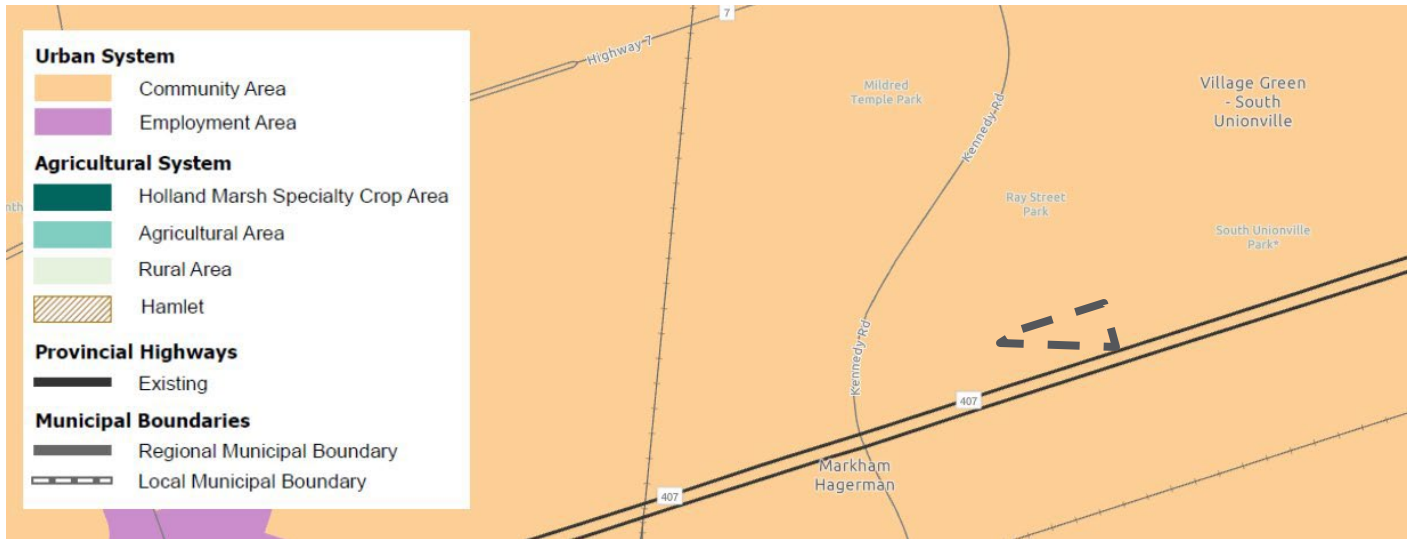 Urban System
Community Area
Employment Area
Agricultural System
Holland Marsh Specialty Crop Area
Agricultural Area
Rural Area
Hamlet
Provincial Highways
Existing
Municipal Boundaries
Regional Municipal Boundary
Local Municipal Boundary
7
Highway 7
Mildred
Temple Park
Kennedy Rd
Village Green
- South
Unionville
Ray Street
Park
South Unionville
Park*
Kennedy Rd
407
Markham
Hagerman
407